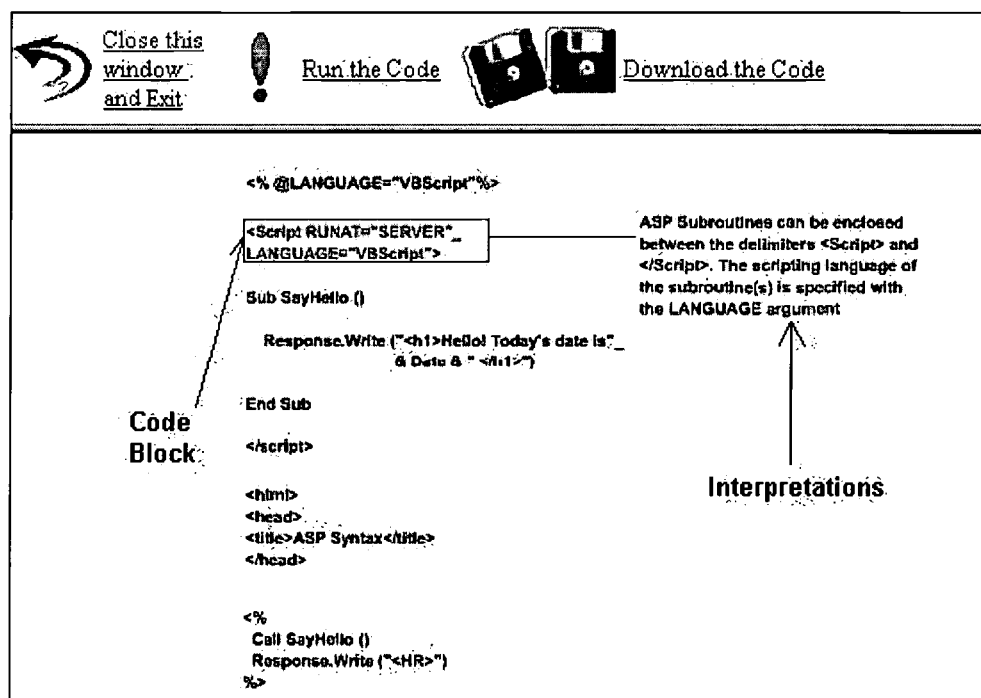 Close this
window
and Exit
Run the Code
Download the Code
<% @LANGUAGE="VBScript"%>
<Script RUNAT="SERVER"_
LANGUAGE="VBScript">
ASP Subroutines can be enclosed
between the delimiters <Script> and
</Script>. The scripting language of
the subroutine(s) is specified with
the LANGUAGE argument
Sub SayHello ()
Response.Write ("<h1>Hello! Today's date is"_
& Date & " </h1>")
End Sub
Code
Block
</script>
Interpretations
<html>
<head>
<title>ASP Syntax</title>
</head>
<%
Call SayHello ()
Response.Write ("<HR>")
%>